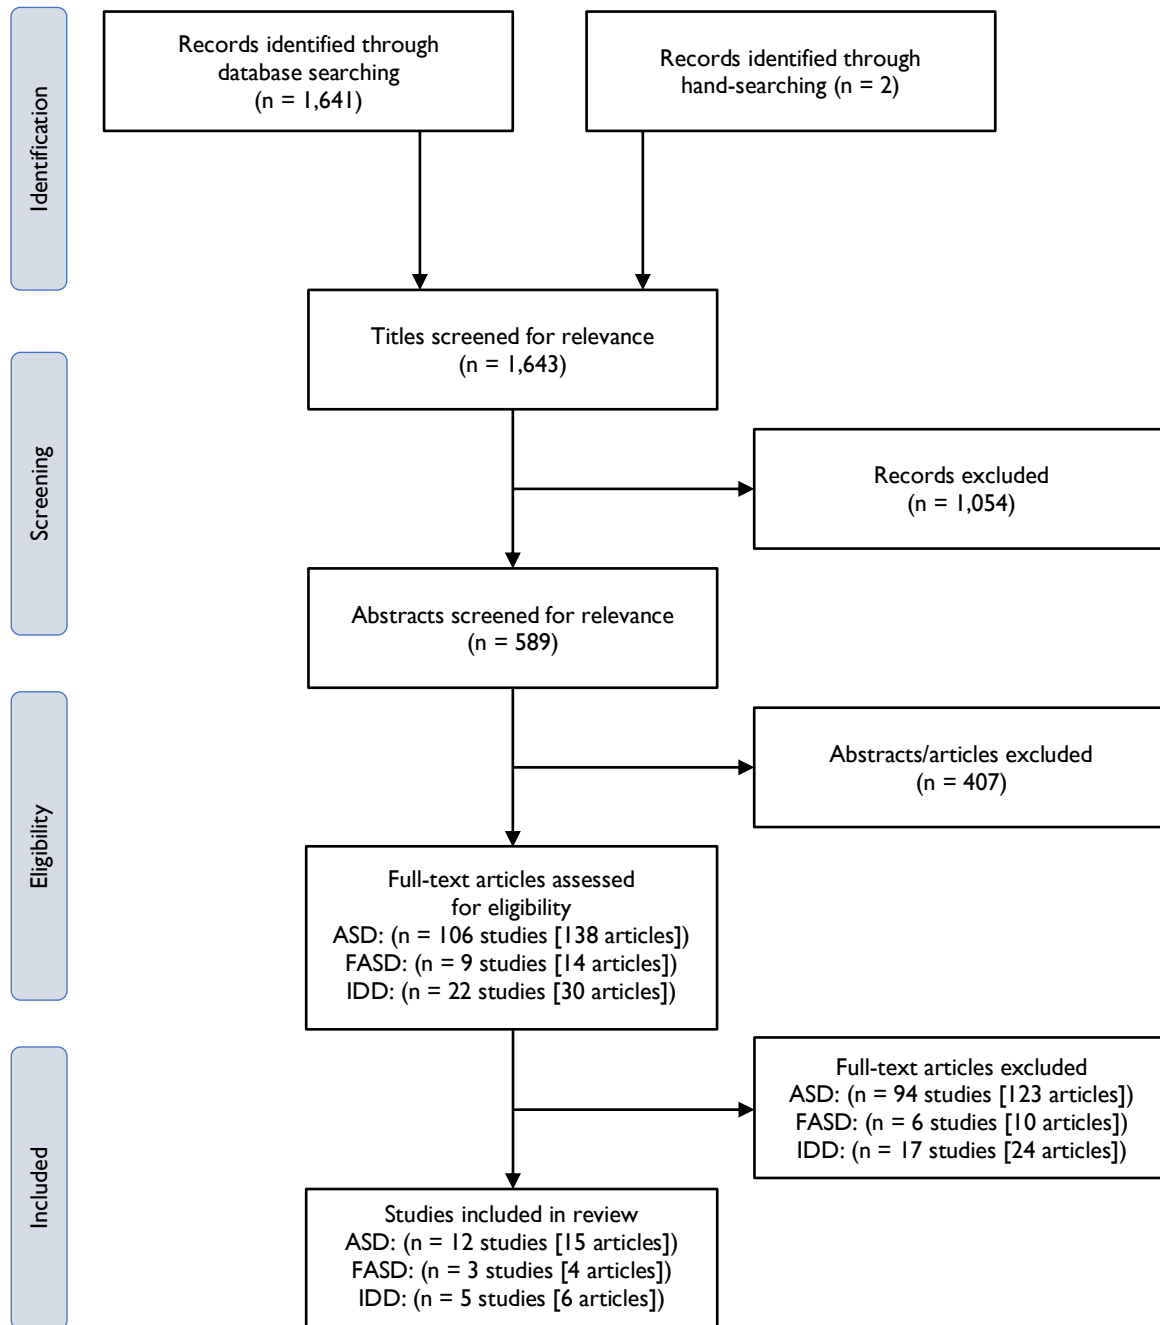 Identification
Records identified through
database searching
(n = 1,641)
Records identified through
hand-searching (n = 2)
Titles screened for relevance
(n = 1,643)
Screening
Records excluded
(n = 1,054)
Abstracts screened for relevance
(n = 589)
Eligibility
Abstracts/articles excluded
(n = 407)
Full-text articles assessed
for eligibility
ASD: (n = 106 studies [138 articles])
FASD: (n = 9 studies [14 articles])
IDD: (n = 22 studies [30 articles])
Included
Full-text articles excluded
ASD: (n = 94 studies [123 articles])
FASD: (n = 6 studies [10 articles])
IDD: (n = 17 studies [24 articles])
Studies included in review
ASD: (n = 12 studies [15 articles])
FASD: (n = 3 studies [4 articles])
IDD: (n = 5 studies [6 articles])